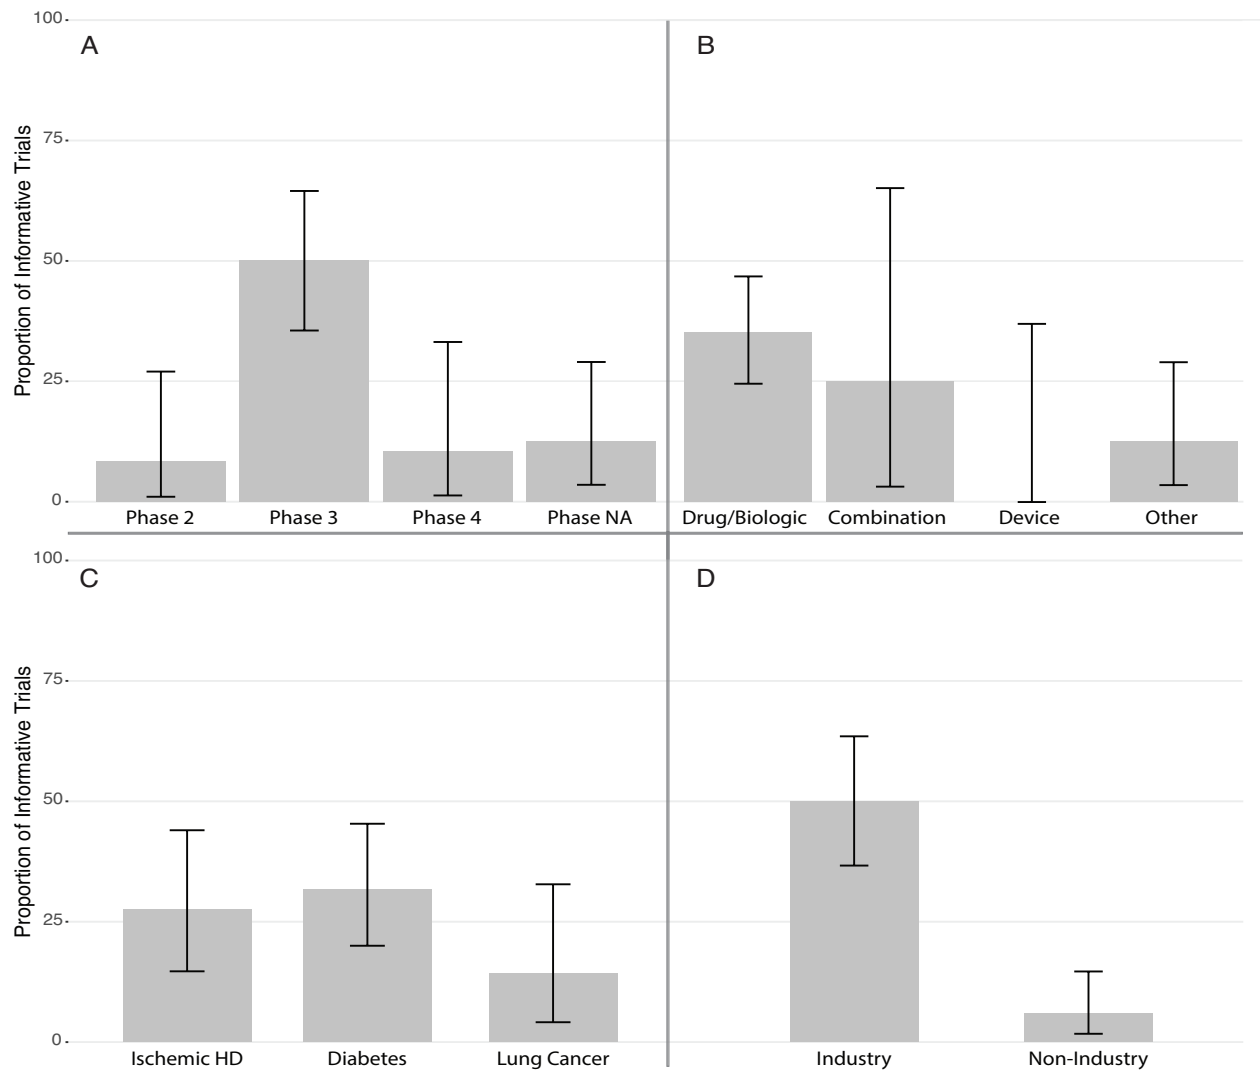 A
100
75
50
25
0
Proportion of Informative Trials
Phase 2 Phase 3 Phase 4 Phase NA
B
Drug/Biologic Combination Device Other
C
100
75
50
25
0
Proportion of Informative Trials
Ischemic HD Diabetes Lung Cancer
D
Industry Non-Industry